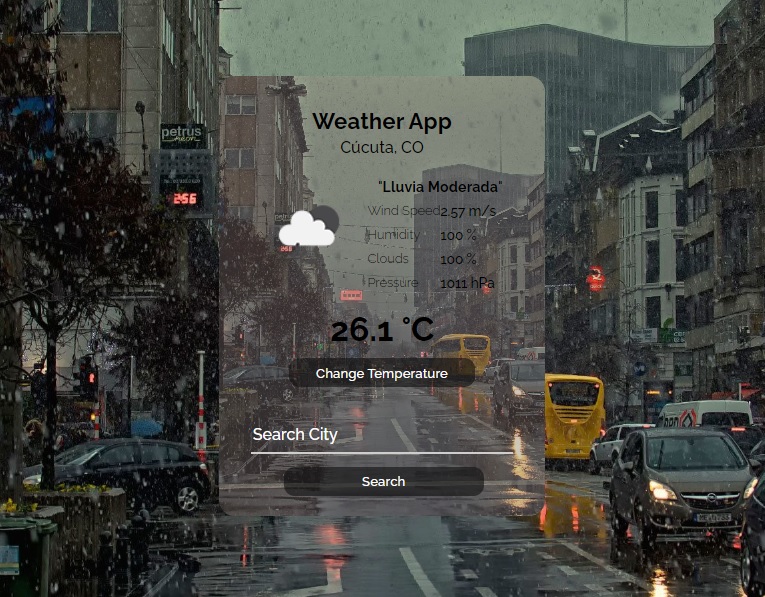 petrus
256
Weather App
Cúcuta, CO
"Lluvia Moderada"
Wind Speed 2.57 m/s
Humidity 100 %
Clouds 100 %
Pressure 1011 hPa
26.1 °C
Change Temperature
Search City
Search